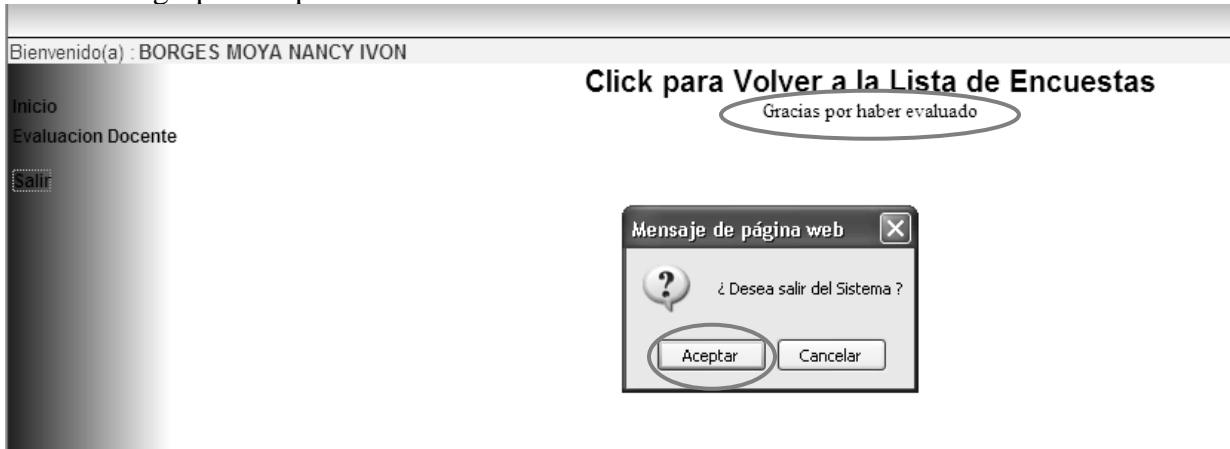 Bienvenido(a) : BORGES MOYA NANCY IVON
Click para Volver a la Lista de Encuestas
Gracias por haber evaluado
Inicio
Evaluacion Docente
Salir
Mensaje de página web
¿ Desea salir del Sistema ?
Aceptar
Cancelar